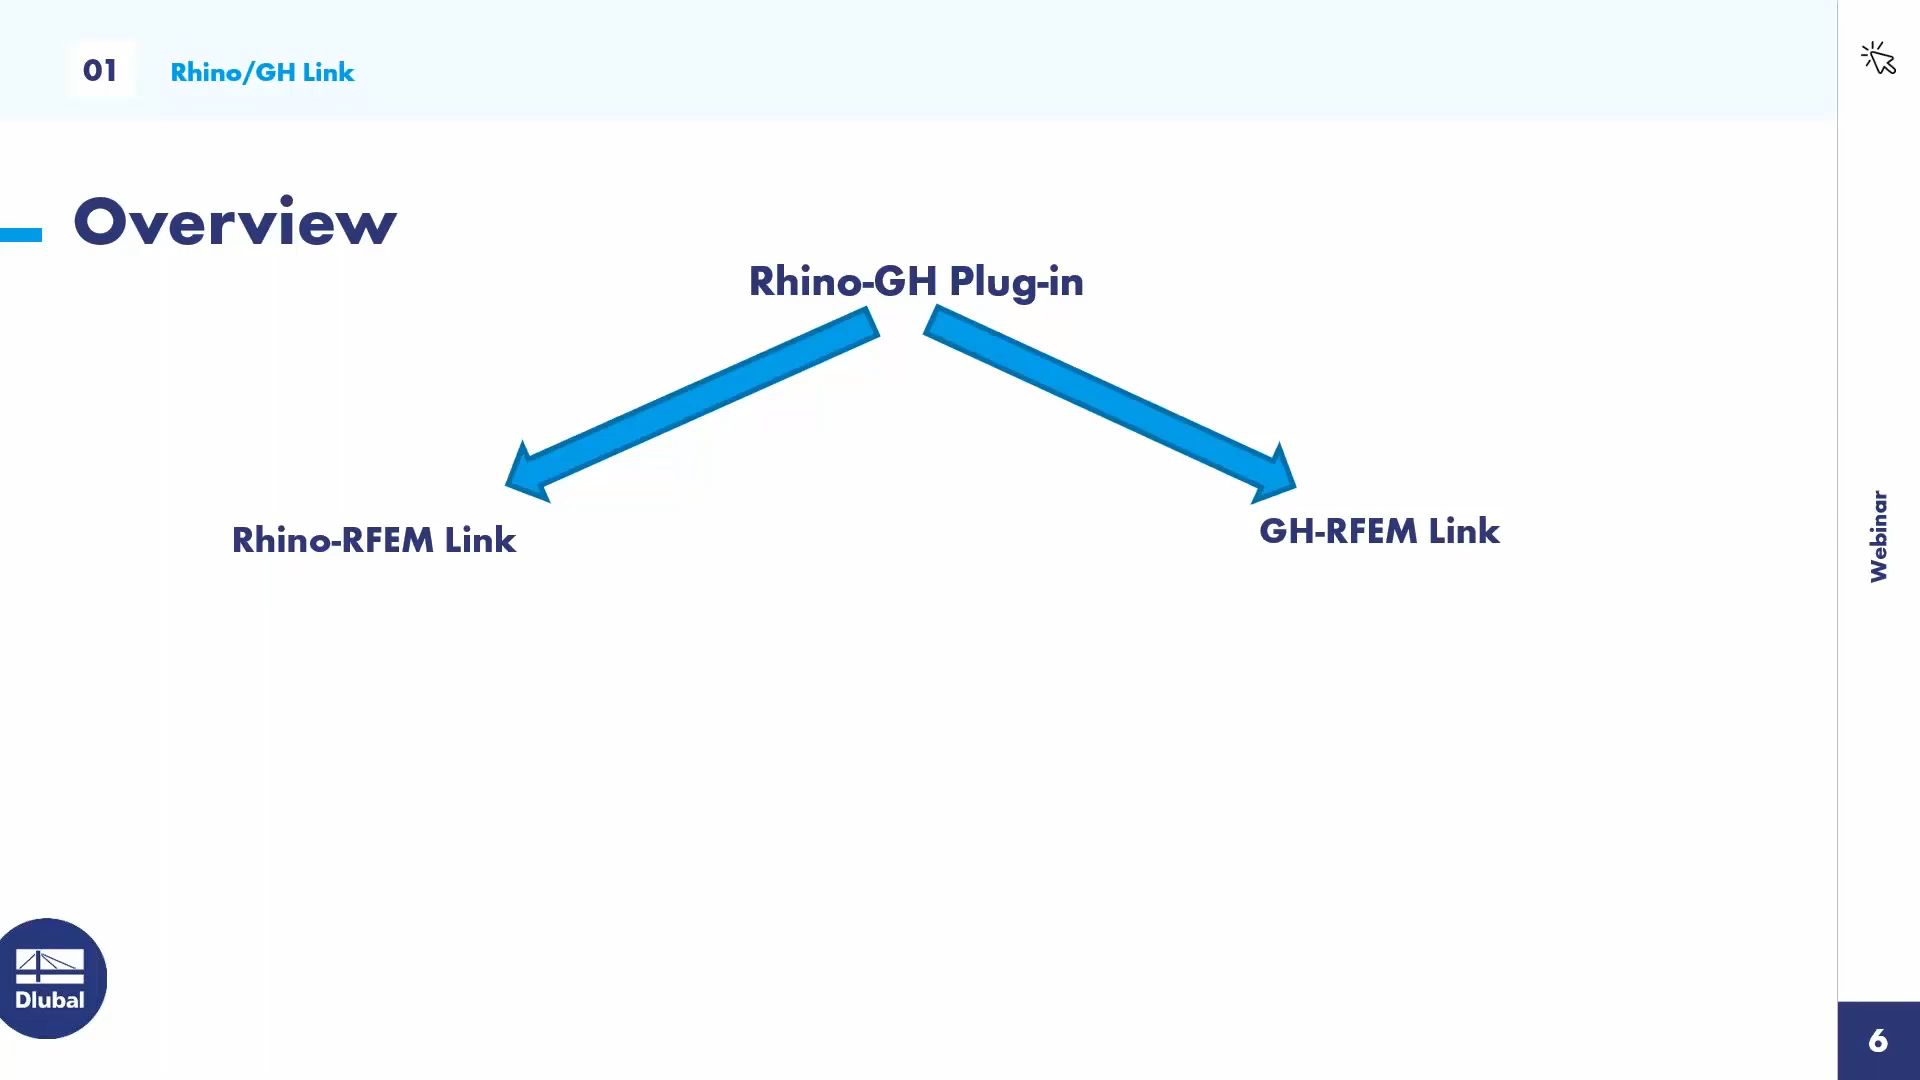 01
Rhino/GH Link
Overview
Rhino-GH Plug-in
Rhino-RFEM Link
GH-RFEM Link
Webinar
Dlubal
6